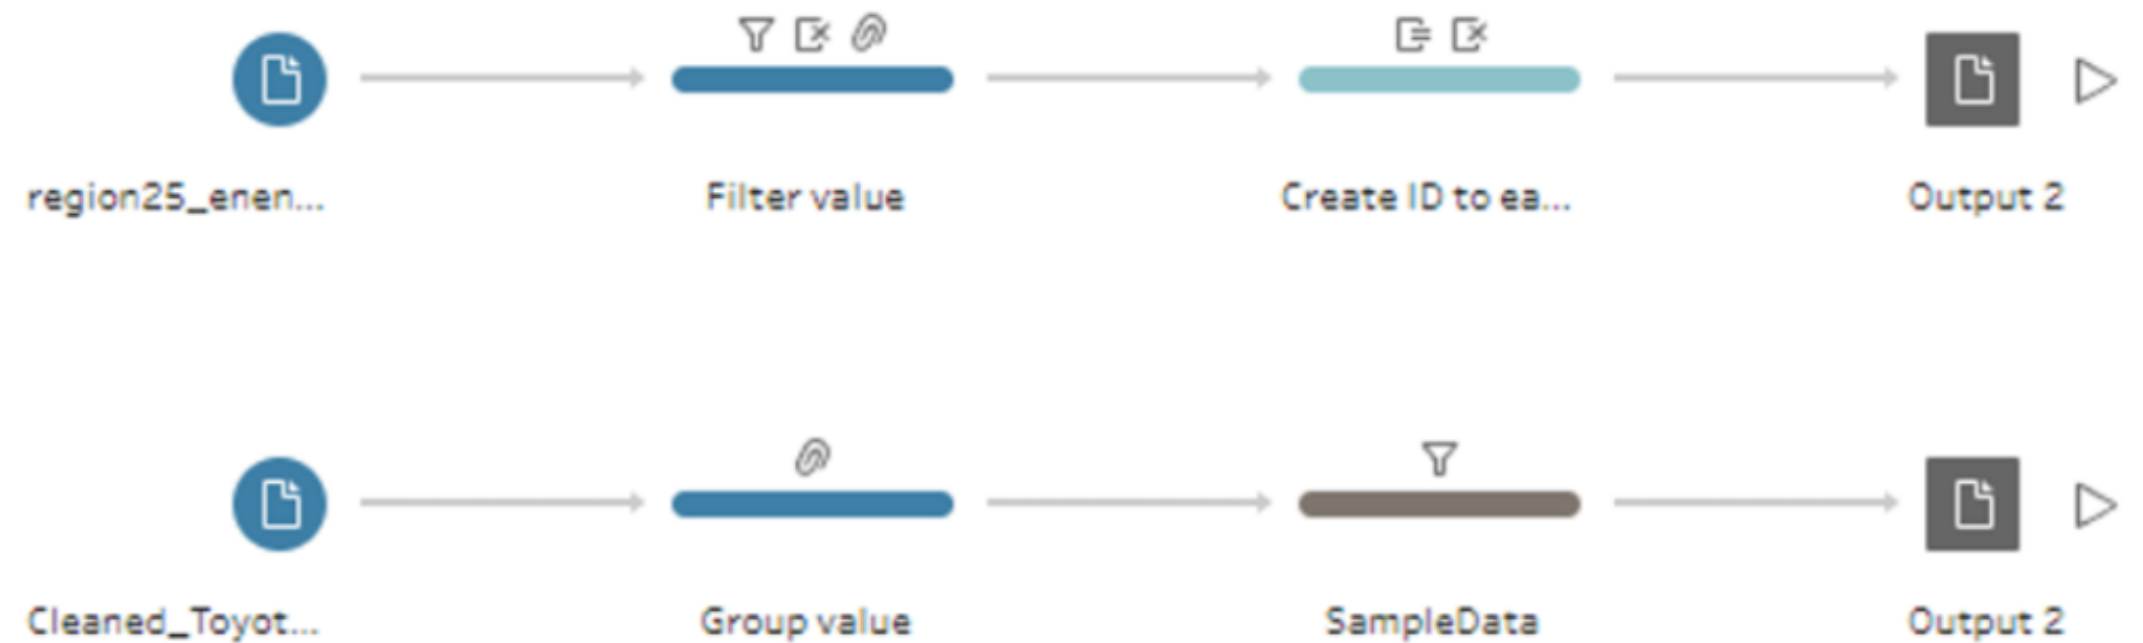 region25_enen...
Filter value
Create ID to ea...
Output 2
Cleaned_Toyot...
Group value
SampleData
Output 2